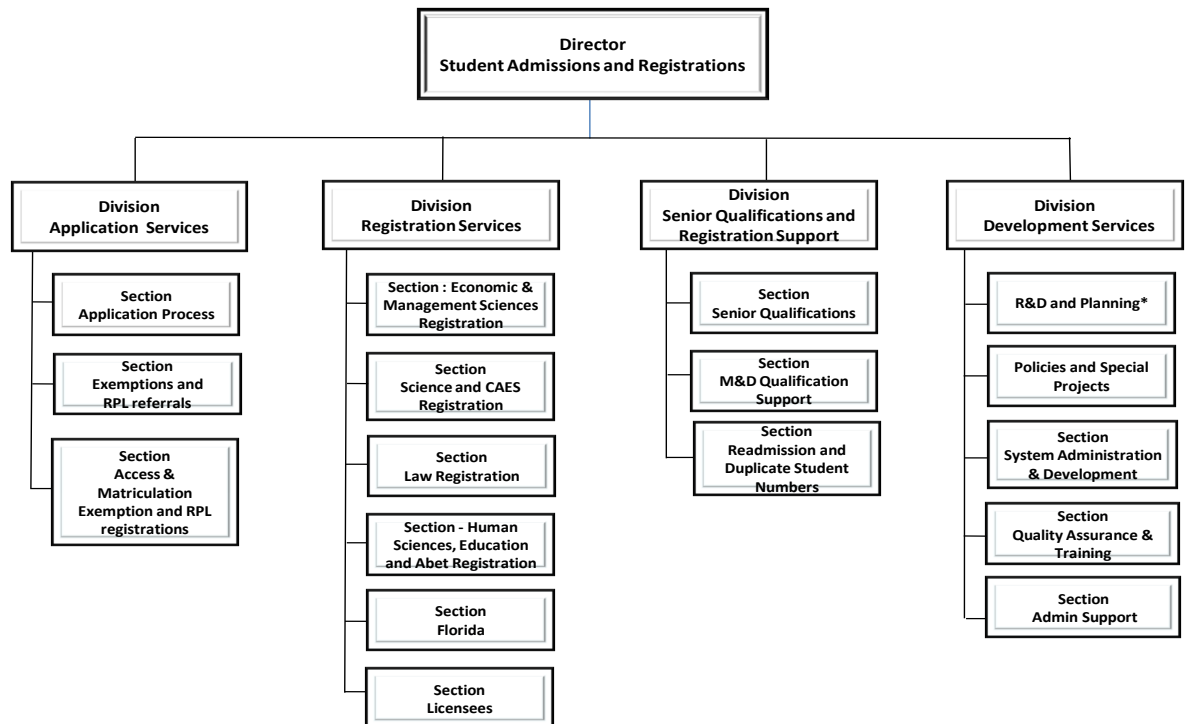 Director
Student Admissions and Registrations
Division
Application Services
Section
Application Process
Section
Exemptions and
RPL referrals
Section
Access &
Matriculation
Exemption and RPL
registrations
Division
Registration Services
Section : Economic &
Management Sciences
Registration
Section
Science and CAES
Registration
Section
Law Registration
Section - Human
Sciences, Education
and Abet Registration
Section
Florida
Section
Licensees
Division
Senior Qualifications and
Registration Support
Section
Senior Qualifications
Section
M&D Qualification
Support
Section
Readmission and
Duplicate Student
Numbers
Division
Development Services
R&D and Planning*
Policies and Special
Projects
Section
System Administration
& Development
Section
Quality Assurance &
Training
Section
Admin Support